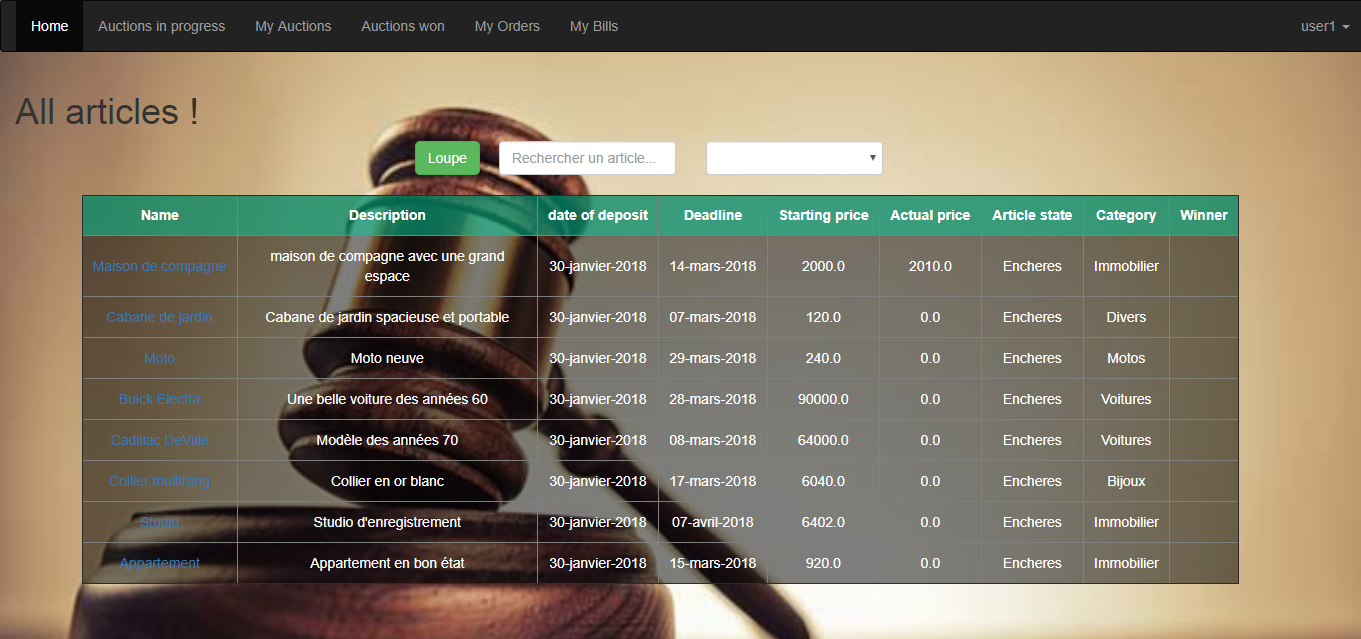 Home Auctions in progress My Auctions Auctions won My Orders My Bills user1
All articles !
Loupe Rechercher un article...
Name Description date of deposit Deadline Starting price Actual price Article state Category Winner
Maison de compagne maison de compagne avec une grand espace 30-janvier-2018 14-mars-2018 2000.0 2010.0 Encheres Immobilier
Cabane de jardin Cabane de jardin spacieuse et portable 30-janvier-2018 07-mars-2018 120.0 0.0 Encheres Divers
Moto Moto neuve 30-janvier-2018 29-mars-2018 240.0 0.0 Encheres Motos
Buick Electra Une belle voiture des années 60 30-janvier-2018 28-mars-2018 90000.0 0.0 Encheres Voitures
Cadillac DeVille Modèle des années 70 30-janvier-2018 08-mars-2018 64000.0 0.0 Encheres Voitures
Collier multirang Collier en or blanc 30-janvier-2018 17-mars-2018 6040.0 0.0 Encheres Bijoux
Studio Studio d'enregistrement 30-janvier-2018 07-avril-2018 6402.0 0.0 Encheres Immobilier
Appartement Appartement en bon état 30-janvier-2018 15-mars-2018 920.0 0.0 Encheres Immobilier